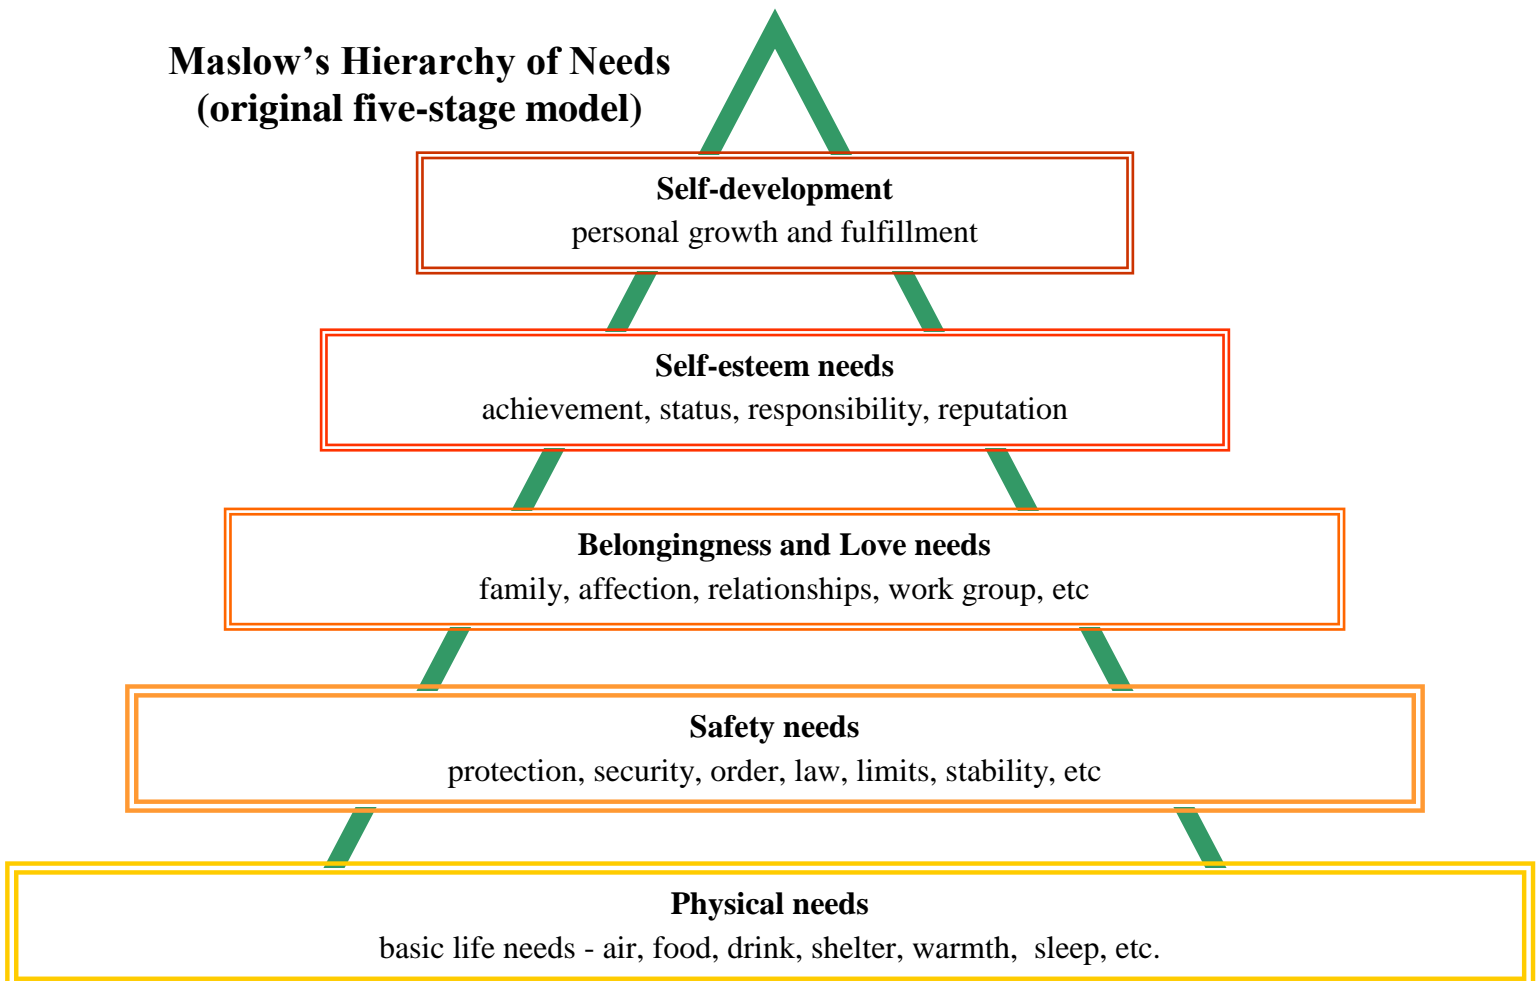 Maslow’s Hierarchy of Needs
(original five-stage model)
Self-development
personal growth and fulfillment
Self-esteem needs
achievement, status, responsibility, reputation
Belongingness and Love needs
family, affection, relationships, work group, etc
Safety needs
protection, security, order, law, limits, stability, etc
Physical needs
basic life needs - air, food, drink, shelter, warmth,  sleep, etc.